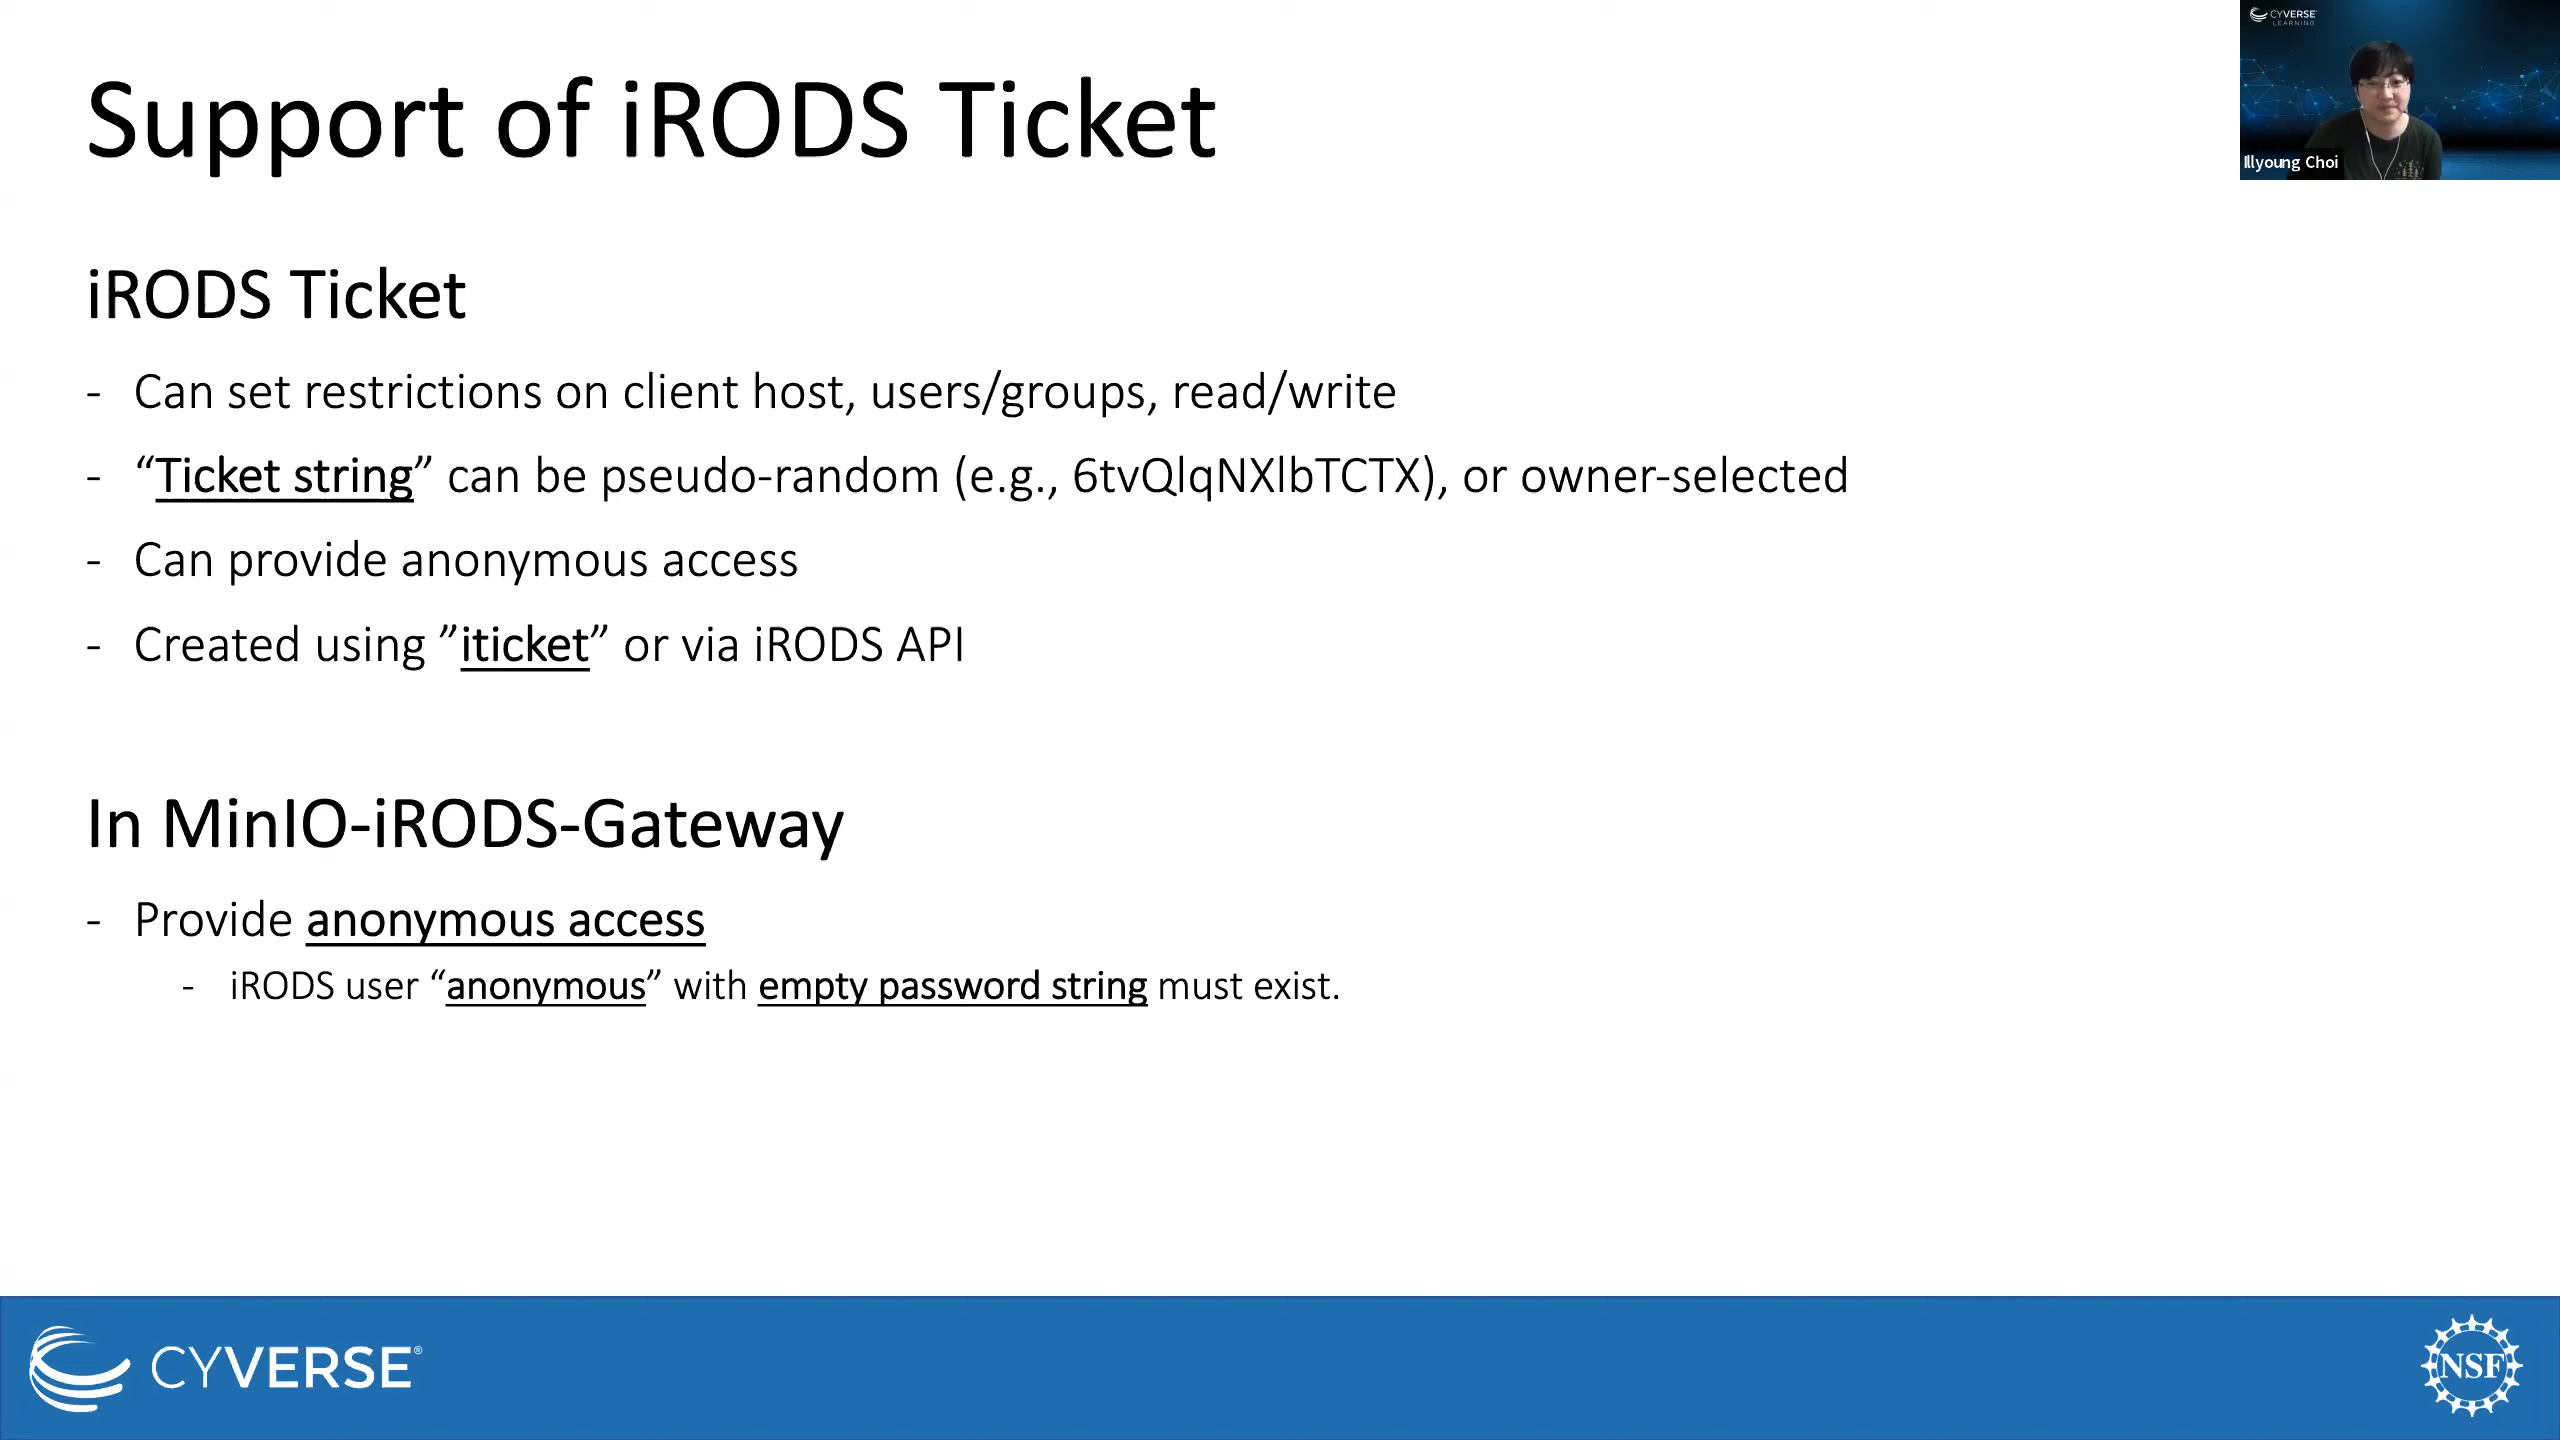 CYVERSE
LEARNING
Illyoung Choi
Support of iRODS Ticket
iRODS Ticket
- Can set restrictions on client host, users/groups, read/write
- “Ticket string” can be pseudo-random (e.g., 6tvQlqNXlbTCTX), or owner-selected
- Can provide anonymous access
- Created using ”iticket” or via iRODS API
In MinIO-iRODS-Gateway
- Provide anonymous access
- iRODS user “anonymous” with empty password string must exist.
CYVERSE®
NSF